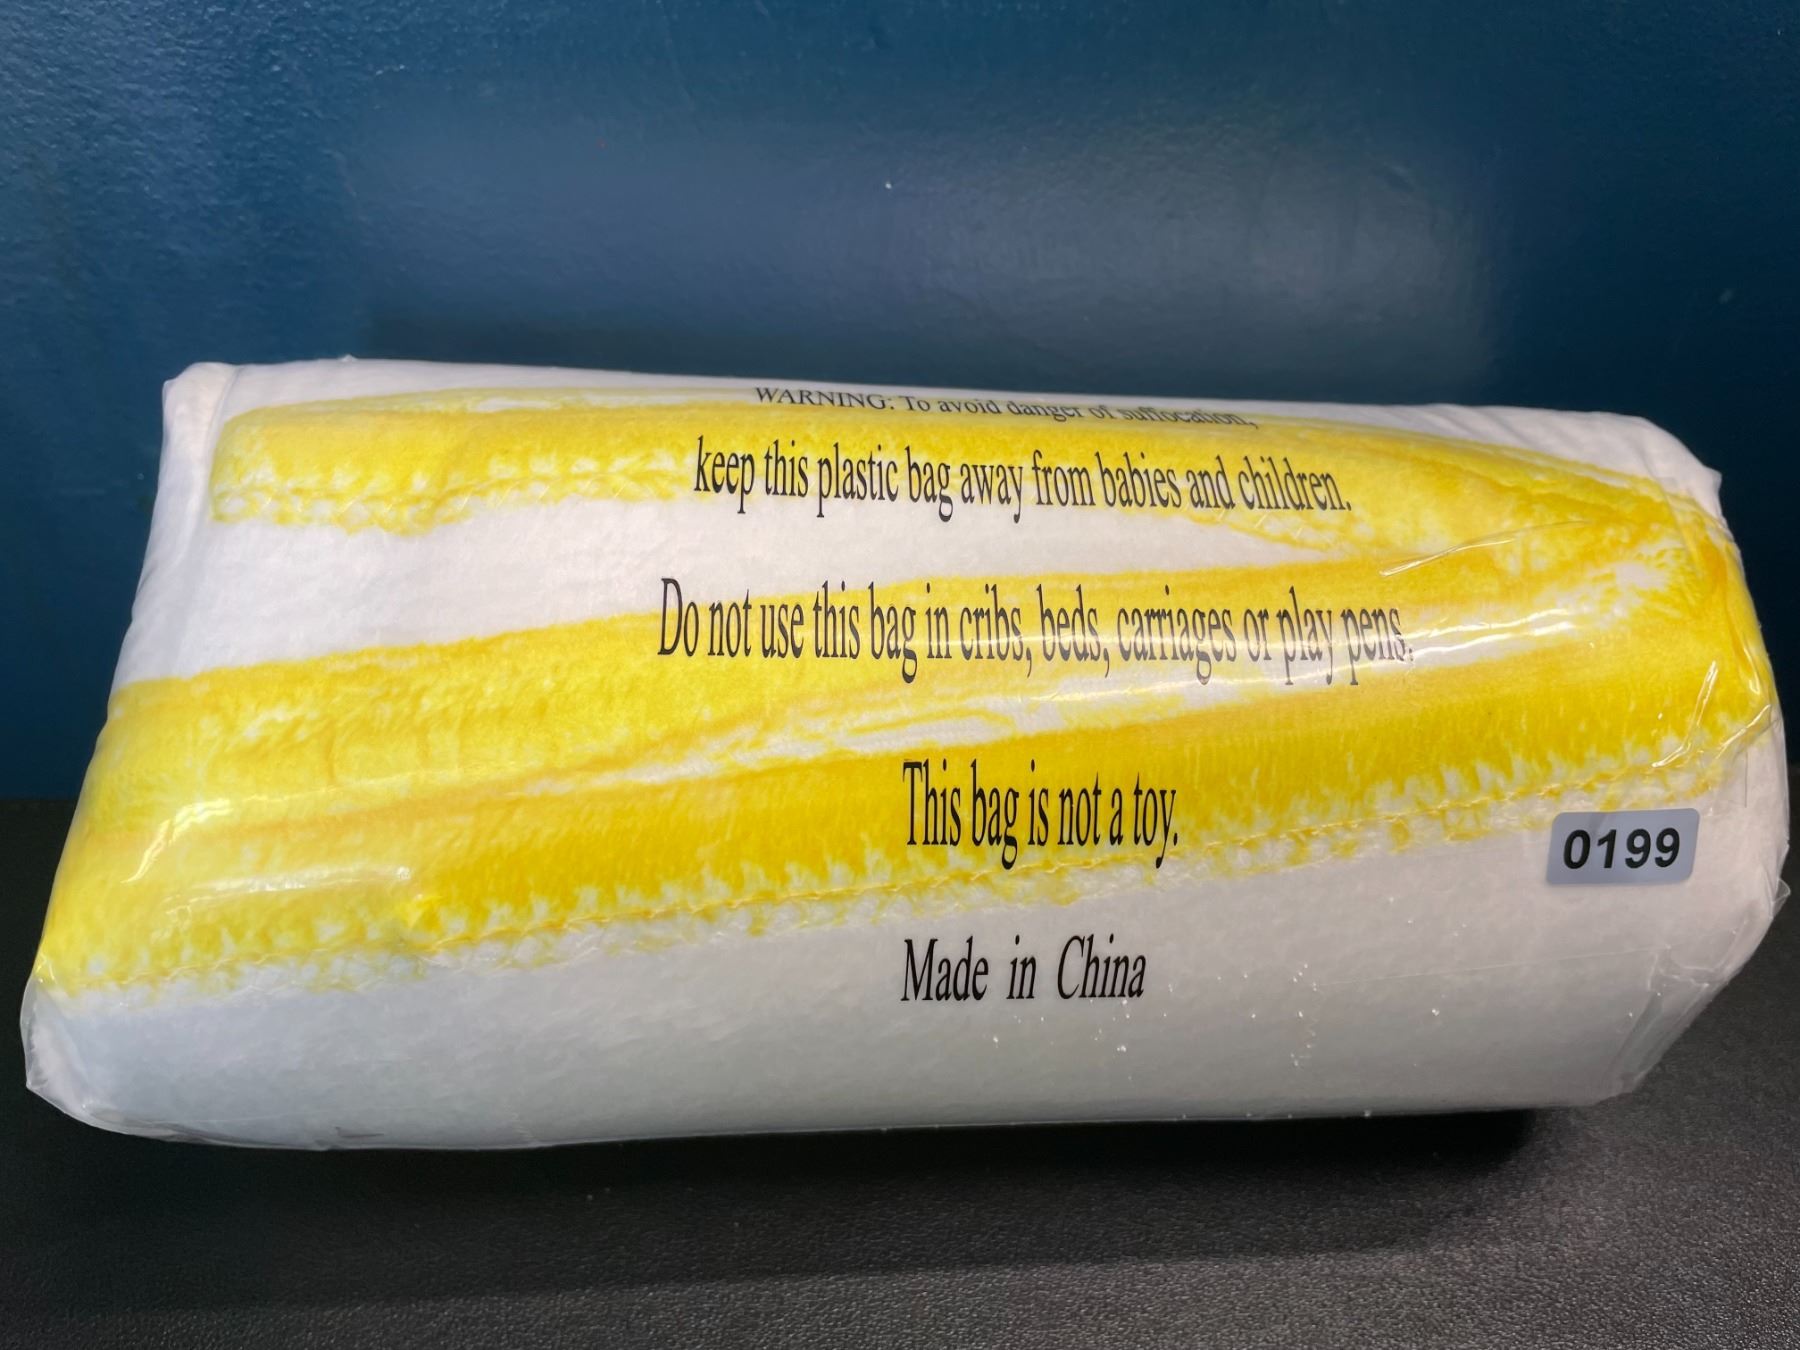 WARNING: To avoid danger of suffocation,
keep this plastic bag away from babies and children.
Do not use this bag in cribs, beds, carriages or play pens.
This bag is not a toy.
0199
Made in China